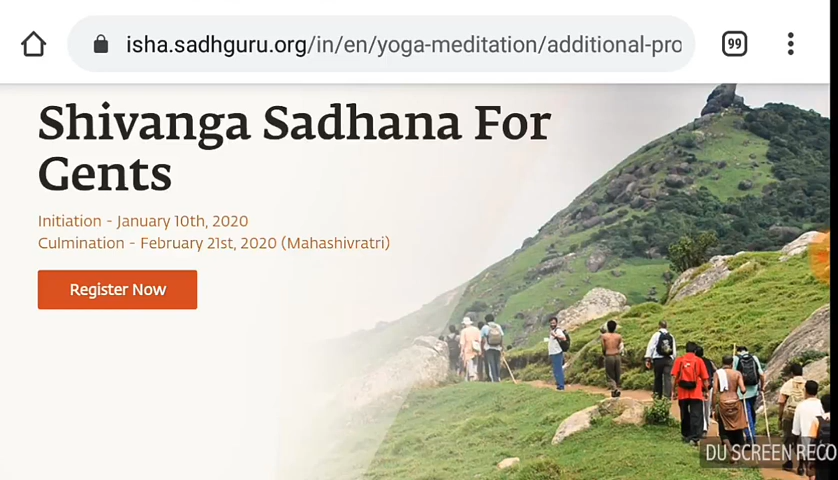 isha.sadhguru.org/in/en/yoga-meditation/additional-pro
99
Shivanga Sadhana For
Gents
Initiation - January 10th, 2020
Culmination - February 21st, 2020 (Mahashivratri)
Register Now
DU SCREEN RECO